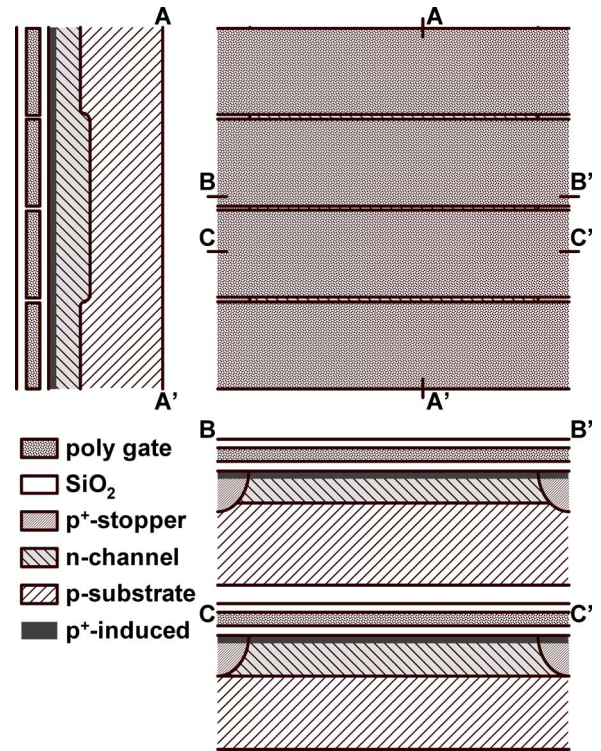 A
A
B
B’
C
C’
A’
A’
B
B’
poly gate
SiO₂
p⁺-stopper
n-channel
p-substrate
p⁺-induced
C
C’